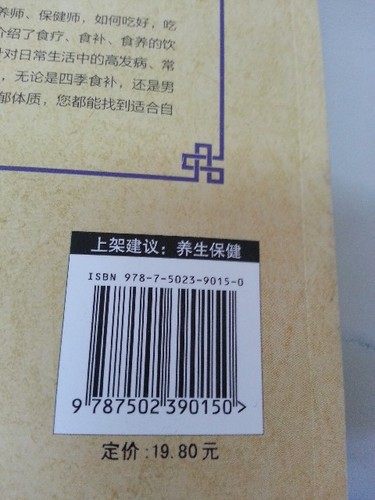 养师、保健师，如何吃好，吃
介绍了食疗、食补、食养的饮
针对日常生活中的高发病、常
，无论是四季食补，还是男
郁体质，您都能找到适合自
上架建议：养生保健
ISBN 978-7-5023-9015-0
9 787502 390150>
定价:19.80元